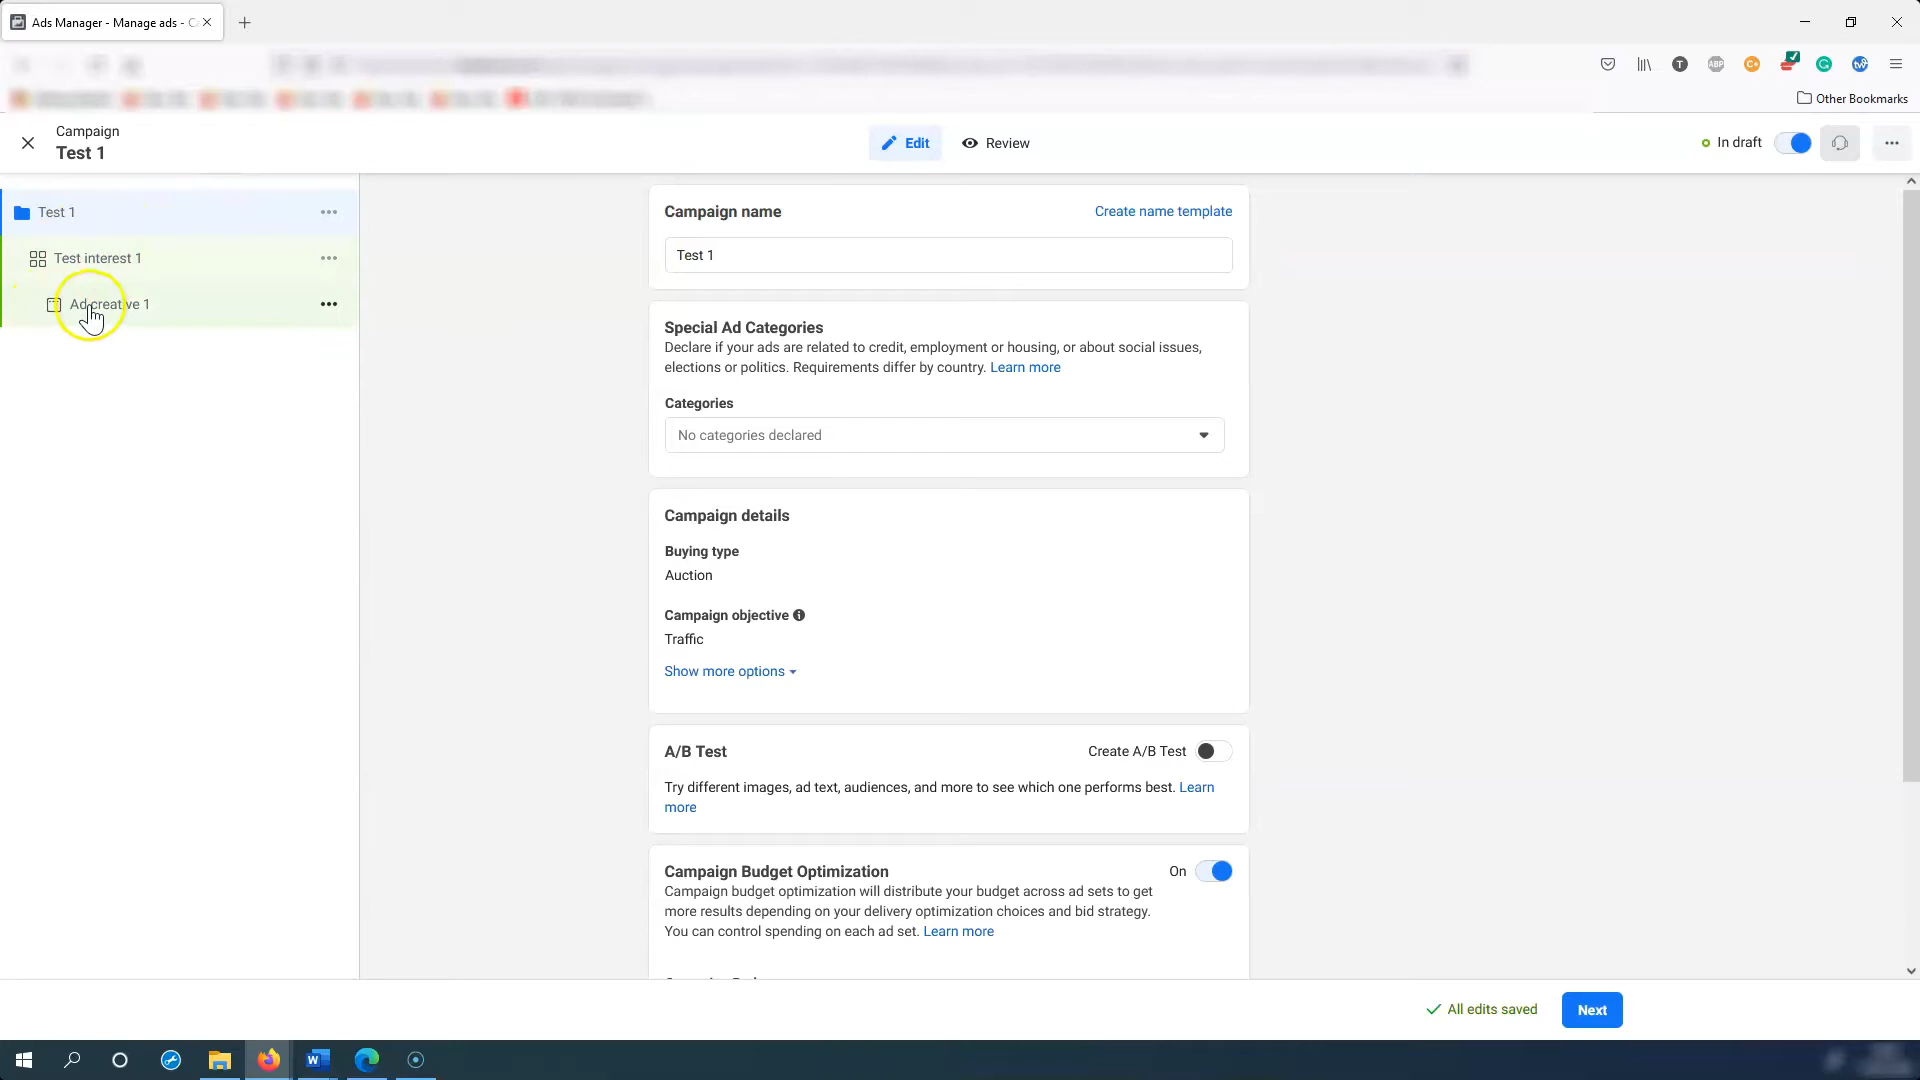 Ads Manager - Manage ads - C
Other Bookmarks
Campaign
Test 1
Edit
Review
In draft
Test 1
Test interest 1
Ad creative 1
Campaign name
Create name template
Test 1
Special Ad Categories
Declare if your ads are related to credit, employment or housing, or about social issues,
elections or politics. Requirements differ by country. Learn more
Categories
No categories declared
Campaign details
Buying type
Auction
Campaign objective
Traffic
Show more options
A/B Test
Create A/B Test
Try different images, ad text, audiences, and more to see which one performs best. Learn
more
Campaign Budget Optimization
On
Campaign budget optimization will distribute your budget across ad sets to get
more results depending on your delivery optimization choices and bid strategy.
You can control spending on each ad set. Learn more
All edits saved
Next